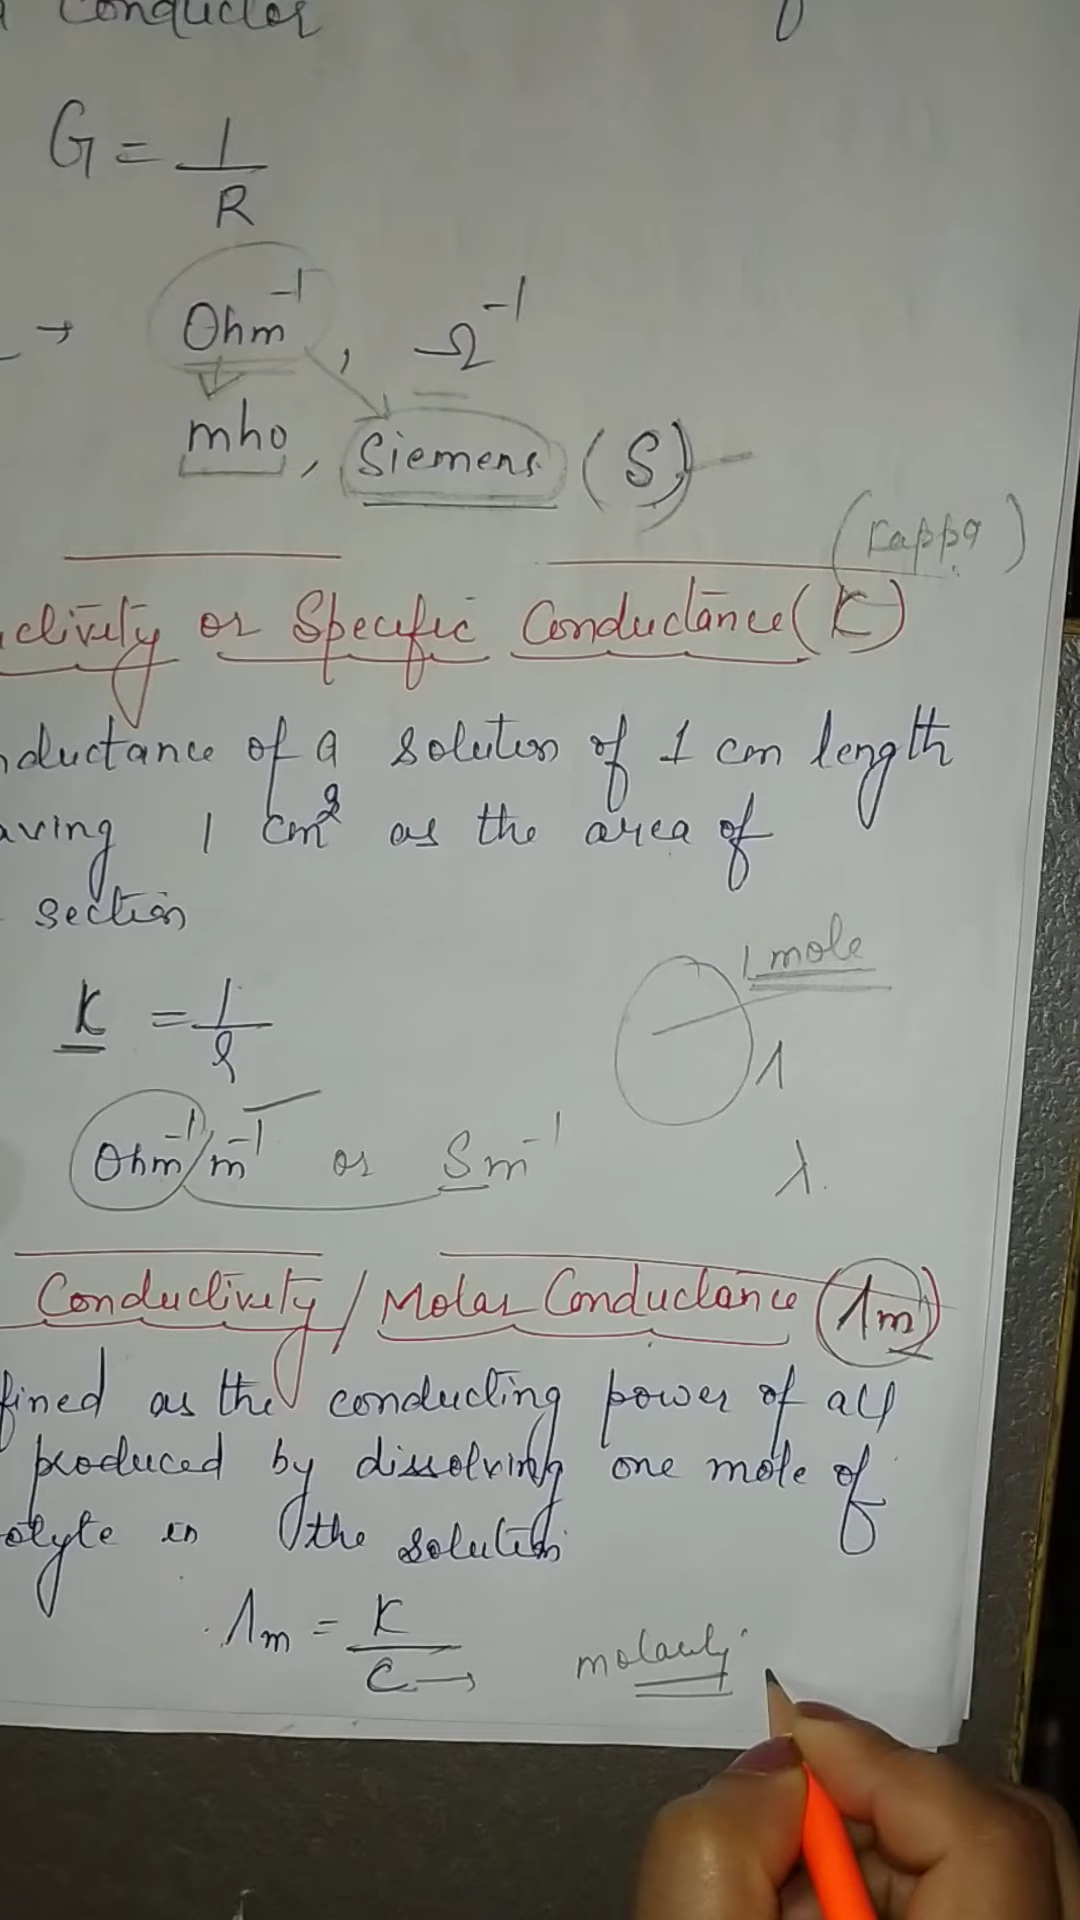 Conductor
G = 1/R
→ Ohm⁻¹, Ω⁻¹
mho, Siemens (S)
(Kappa)
ctivity or Specific Conductance (K)
nductance of a solution of 1 cm length
aving 1 cm² as the area of
section
1 mole
K = 1/ρ
Λ
Ohm⁻¹/m⁻¹ or Sm⁻¹
λ
Conductivity / Molar Conductance (Λm)
fined as the conducting power of all
produced by dissolving one mole of
olyte in the solution
Λm = K/C → molarity